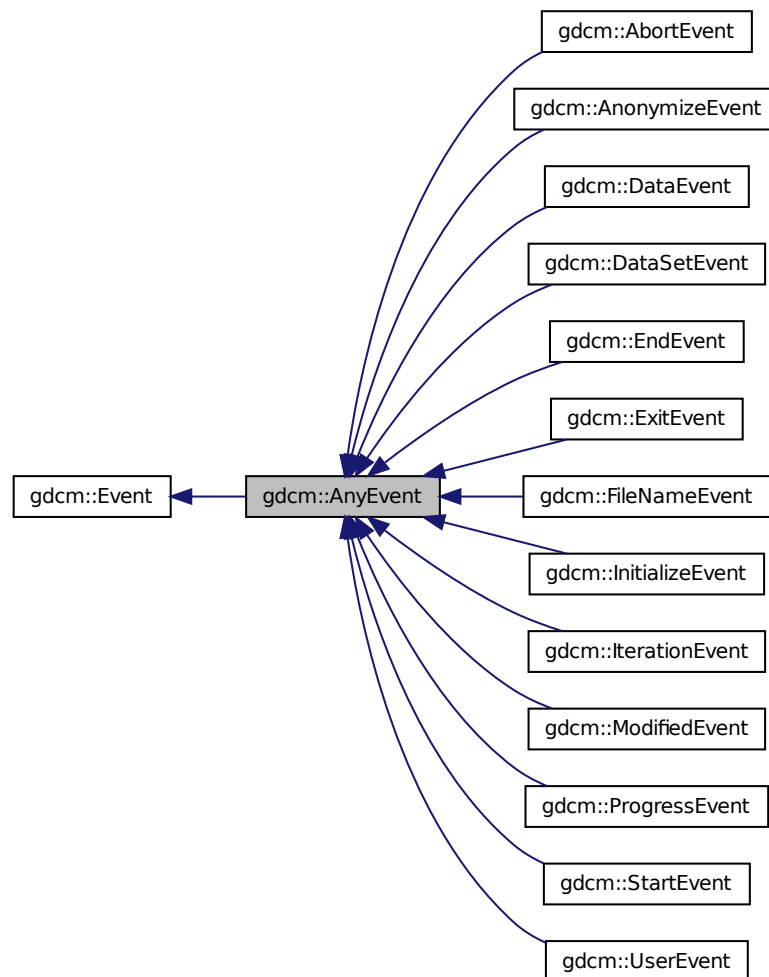 gdcm::AbortEvent
gdcm::AnonymizeEvent
gdcm::DataEvent
gdcm::DataSetEvent
gdcm::EndEvent
gdcm::ExitEvent
gdcm::Event
gdcm::AnyEvent
gdcm::FileNameEvent
gdcm::InitializeEvent
gdcm::IterationEvent
gdcm::ModifiedEvent
gdcm::ProgressEvent
gdcm::StartEvent
gdcm::UserEvent